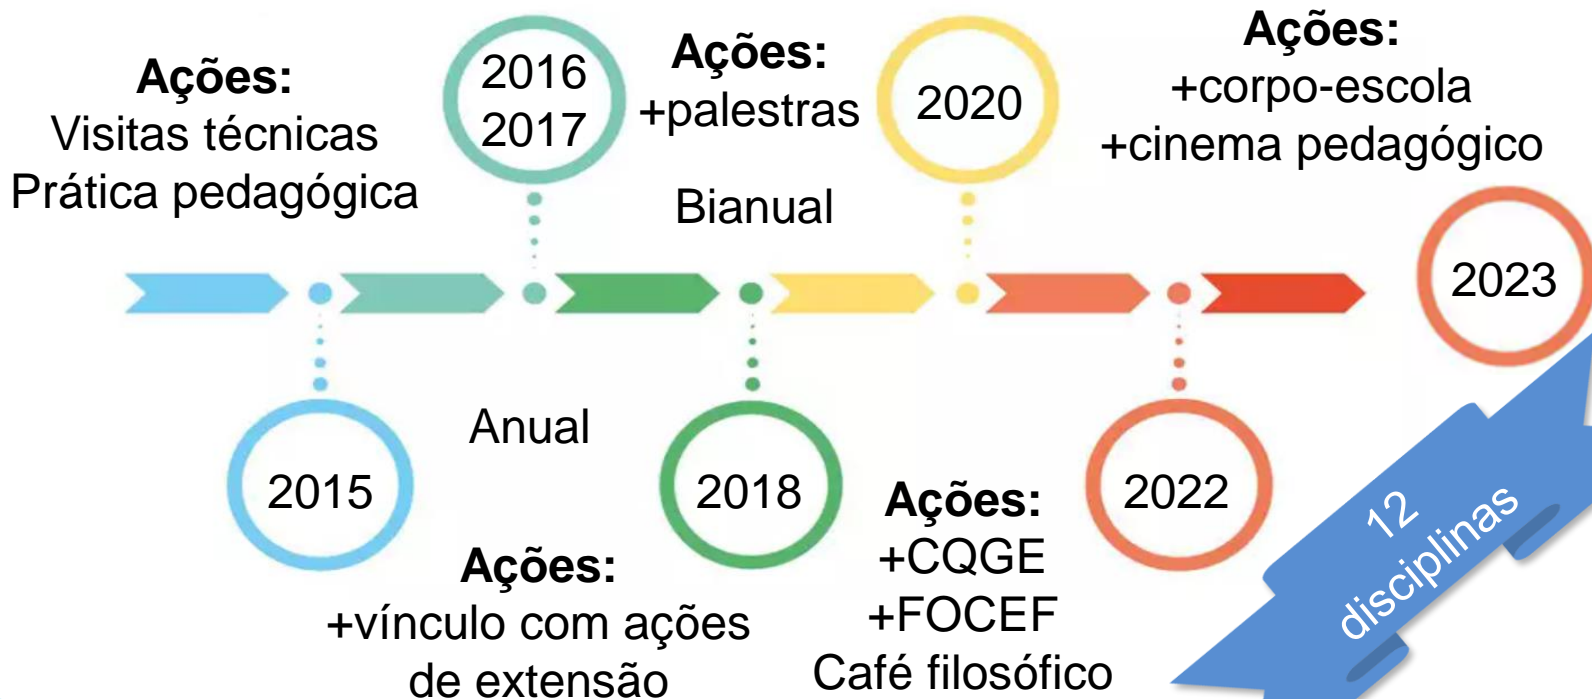 Ações:
Visitas técnicas
Prática pedagógica
2016
2017
Ações:
+palestras
Bianual
2020
Ações:
+corpo-escola
+cinema pedagógico
2023
2015
Anual
Ações:
+vínculo com ações
de extensão
2018
Ações:
+CQGE
+FOCEF
Café filosófico
2022
12
disciplinas